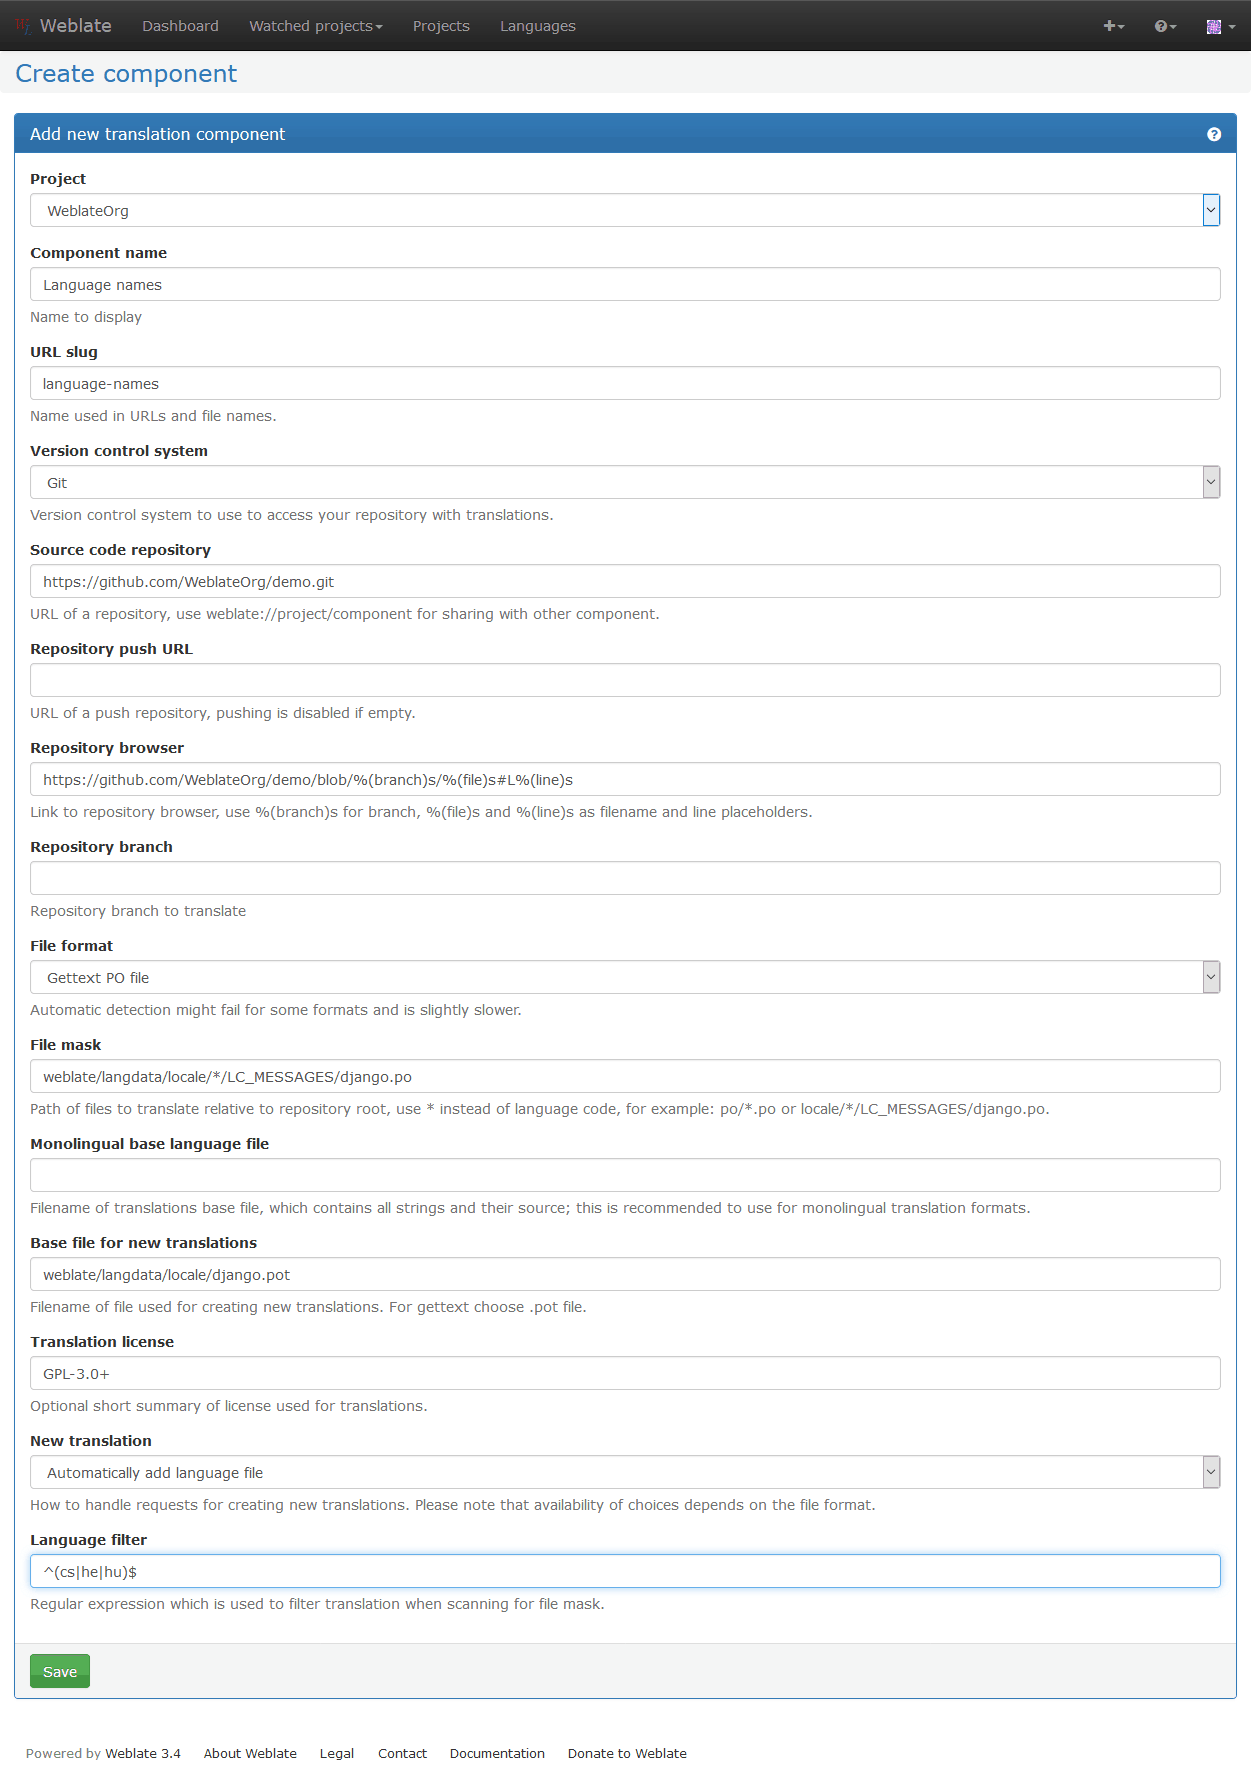 Weblate Dashboard Watched projects Projects Languages
Create component
Add new translation component
Project
WeblateOrg
Component name
Language names
Name to display
URL slug
language-names
Name used in URLs and file names.
Version control system
Git
Version control system to use to access your repository with translations.
Source code repository
https://github.com/WeblateOrg/demo.git
URL of a repository, use weblate://project/component for sharing with other component.
Repository push URL
URL of a push repository, pushing is disabled if empty.
Repository browser
https://github.com/WeblateOrg/demo/blob/%(branch)s/%(file)s#L%(line)s
Link to repository browser, use %(branch)s for branch, %(file)s and %(line)s as filename and line placeholders.
Repository branch
Repository branch to translate
File format
Gettext PO file
Automatic detection might fail for some formats and is slightly slower.
File mask
weblate/langdata/locale/*/LC_MESSAGES/django.po
Path of files to translate relative to repository root, use * instead of language code, for example: po/*.po or locale/*/LC_MESSAGES/django.po.
Monolingual base language file
Filename of translations base file, which contains all strings and their source; this is recommended to use for monolingual translation formats.
Base file for new translations
weblate/langdata/locale/django.pot
Filename of file used for creating new translations. For gettext choose .pot file.
Translation license
GPL-3.0+
Optional short summary of license used for translations.
New translation
Automatically add language file
How to handle requests for creating new translations. Please note that availability of choices depends on the file format.
Language filter
^(cs|he|hu)$
Regular expression which is used to filter translation when scanning for file mask.
Save
Powered by Weblate 3.4 About Weblate Legal Contact Documentation Donate to Weblate